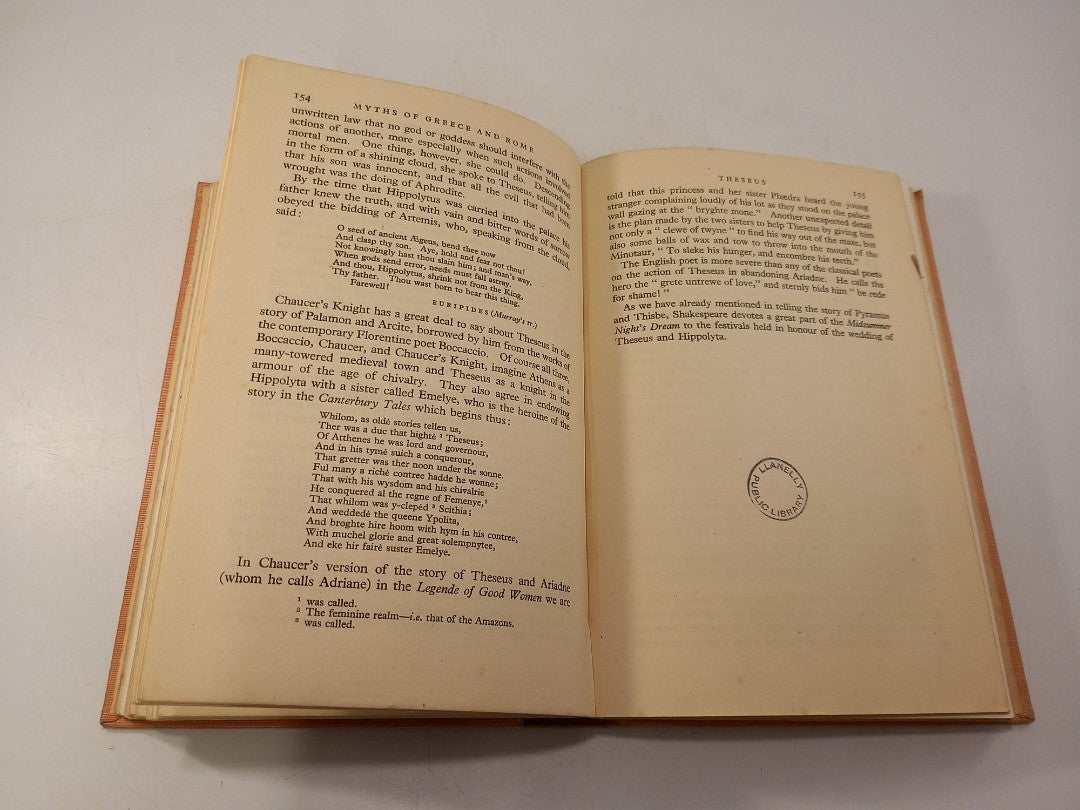 154
MYTHS OF GREECE AND ROME
unwritten law that no god or goddess should interfere with the
actions of another, more especially when such actions involved
mortal men. One thing, however, she could do. Descending
in the form of a shining cloud, she spoke to Theseus, telling him
that his son was innocent, and that all the evil that had been
wrought was the doing of Aphrodite.
By the time that Hippolytus was carried into the palace his
father knew the truth, and with vain and bitter words of sorrow
obeyed the bidding of Artemis, who, speaking from the cloud,
said:
O seed of ancient Ægeus, bend thee now
And clasp thy son. Aye, hold and fear not thou!
Not knowingly hast thou slain him; and man's way,
When gods send error, needs must fall astray.
And thou, Hippolytus, shrink not from the King,
Thy father. Thou wast born to bear this thing.
Farewell!
EURIPIDES (Murray's tr.)
Chaucer's Knight has a great deal to say about Theseus in the
story of Palamon and Arcite, borrowed by him from the works of
the contemporary Florentine poet Boccaccio. Of course all three,
Boccaccio, Chaucer, and Chaucer's Knight, imagine Athens as a
many-towered medieval town and Theseus as a knight in the
armour of the age of chivalry. They also agree in endowing
Hippolyta with a sister called Emelye, who is the heroine of the
story in the Canterbury Tales which begins thus:
Whilom, as oldé stories tellen us,
Ther was a duc that highté ¹ Theseus;
Of Atthenes he was lord and governour,
And in his tymé suich a conquerour,
That gretter was ther noon under the sonne.
Ful many a riché contree hadde he wonne;
That with his wysdom and his chivalrie
He conquered al the regne of Femenye,²
That whilom was y-clepéd ³ Scithia;
And weddedé the queene Ypolita,
And broghte hire hoom with hym in his contree,
With muchel glorie and great solempnytee,
And eke hir fairé suster Emelye.
In Chaucer's version of the story of Theseus and Ariadne
(whom he calls Adriane) in the Legende of Good Women we are
¹ was called.
² The feminine realm—i.e. that of the Amazons.
³ was called.
THESEUS
155
told that this princess and her sister Phædra heard the young
stranger complaining loudly of his lot as they stood on the palace
wall gazing at the "bryghte mone." Another unexpected detail
is the plan made by the two sisters to help Theseus by giving him
not only a "clewe of twyne" to find his way out of the maze, but
also some balls of wax and tow to throw into the mouth of the
Minotaur, "To sleke his hunger, and encombre his teeth."
The English poet is more severe than any of the classical poets
on the action of Theseus in abandoning Ariadne. He calls the
hero the "grete untrewe of love," and sternly bids him "be rede
for shame!"
As we have already mentioned in telling the story of Pyramus
and Thisbe, Shakespeare devotes a great part of the Midsummer
Night's Dream to the festivals held in honour of the wedding of
Theseus and Hippolyta.
LLANELLY
PUBLIC LIBRARY